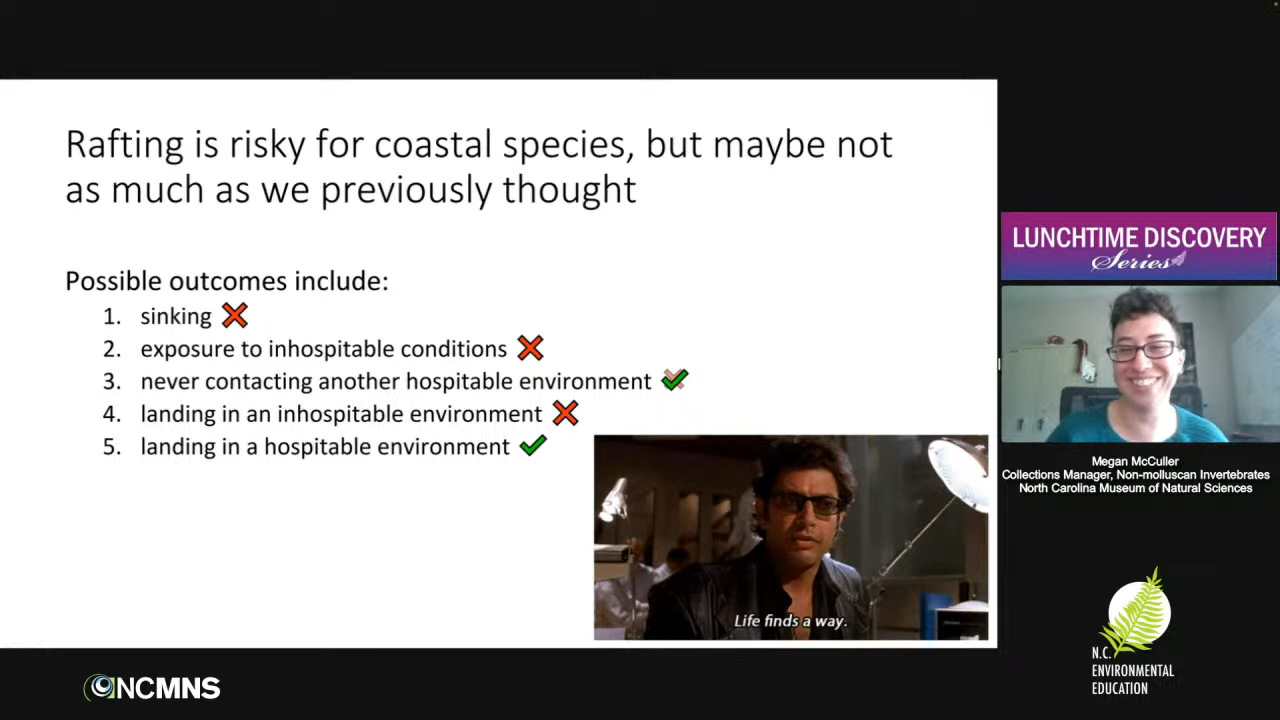 Rafting is risky for coastal species, but maybe not
as much as we previously thought
Possible outcomes include:
1. sinking
2. exposure to inhospitable conditions
3. never contacting another hospitable environment
4. landing in an inhospitable environment
5. landing in a hospitable environment
Life finds a way.
LUNCHTIME DISCOVERY
Series
Megan McCuller
Collections Manager, Non-molluscan Invertebrates
North Carolina Museum of Natural Sciences
N.C.
ENVIRONMENTAL
EDUCATION
NCMNS